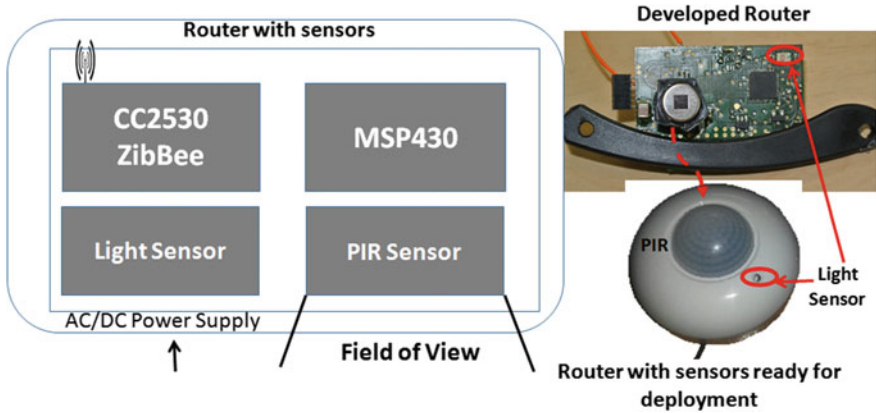 Router with sensors
CC2530
ZibBee
MSP430
Light Sensor
PIR Sensor
AC/DC Power Supply
Field of View
Developed Router
PIR
Light
Sensor
Router with sensors ready for
deployment